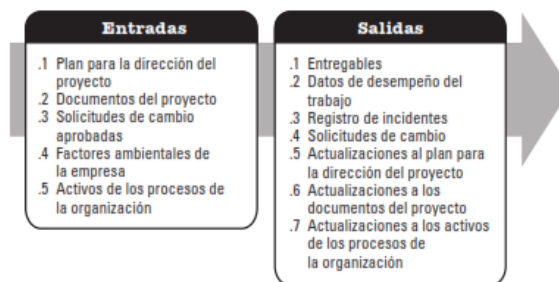 Entradas
.1 Plan para la dirección del
proyecto
.2 Documentos del proyecto
.3 Solicitudes de cambio
aprobadas
.4 Factores ambientales de
la empresa
.5 Activos de los procesos de
la organización
Salidas
.1 Entregables
.2 Datos de desempeño del
trabajo
.3 Registro de incidentes
.4 Solicitudes de cambio
.5 Actualizaciones al plan para
la dirección del proyecto
.6 Actualizaciones a los
documentos del proyecto
.7 Actualizaciones a los activos
de los procesos de
la organización